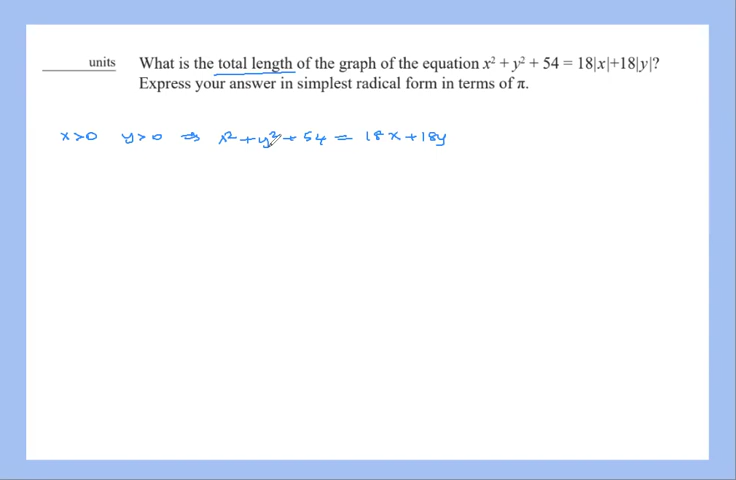 ______ units What is the total length of the graph of the equation x² + y² + 54 = 18|x|+18|y|?
Express your answer in simplest radical form in terms of π.
x>0 y>0 ⇒ x²+y²+54 = 18x+18y